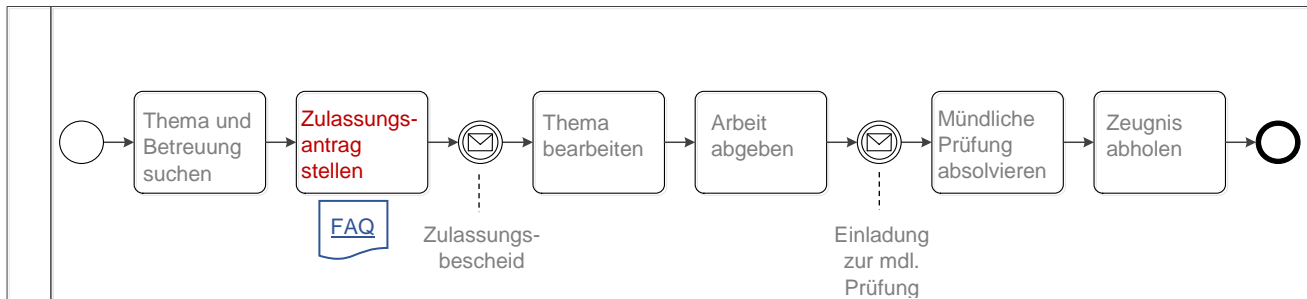 Thema und
Betreuung
suchen
Zulassungs-
antrag
stellen
FAQ
Zulassungs-
bescheid
Thema
bearbeiten
Arbeit
abgeben
Einladung
zur mdl.
Prüfung
Mündliche
Prüfung
absolvieren
Zeugnis
abholen